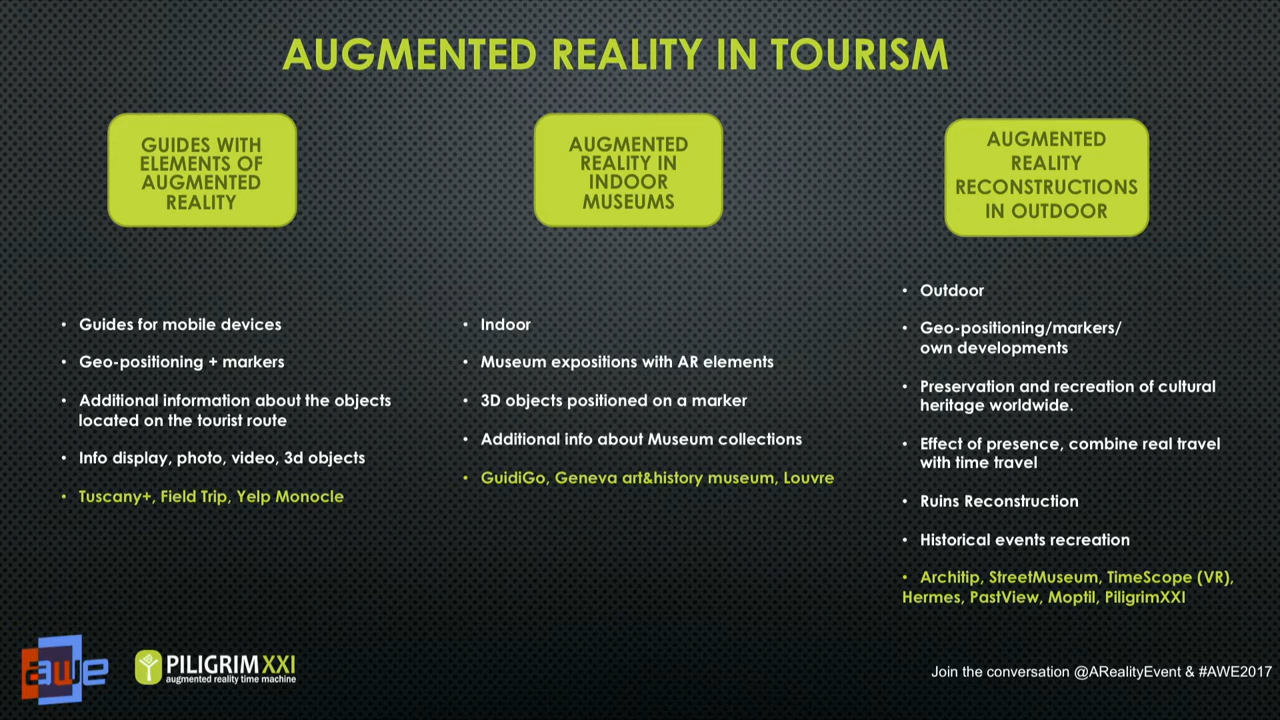 AUGMENTED REALITY IN TOURISM
GUIDES WITH
ELEMENTS OF
AUGMENTED
REALITY
• Guides for mobile devices
• Geo-positioning + markers
• Additional information about the objects
located on the tourist route
• Info display, photo, video, 3d objects
• Tuscany+, Field Trip, Yelp Monocle
AUGMENTED
REALITY IN
INDOOR
MUSEUMS
• Indoor
• Museum expositions with AR elements
• 3D objects positioned on a marker
• Additional info about Museum collections
• GuidiGo, Geneva art&history museum, Louvre
AUGMENTED
REALITY
RECONSTRUCTIONS
IN OUTDOOR
• Outdoor
• Geo-positioning/markers/
own developments
• Preservation and recreation of cultural
heritage worldwide.
• Effect of presence, combine real travel
with time travel
• Ruins Reconstruction
• Historical events recreation
• Architip, StreetMuseum, TimeScope (VR),
Hermes, PastView, Moptil, PiligrimXXI
awe
PILIGRIM XXI
augmented reality time machine
Join the conversation @ARealityEvent & #AWE2017